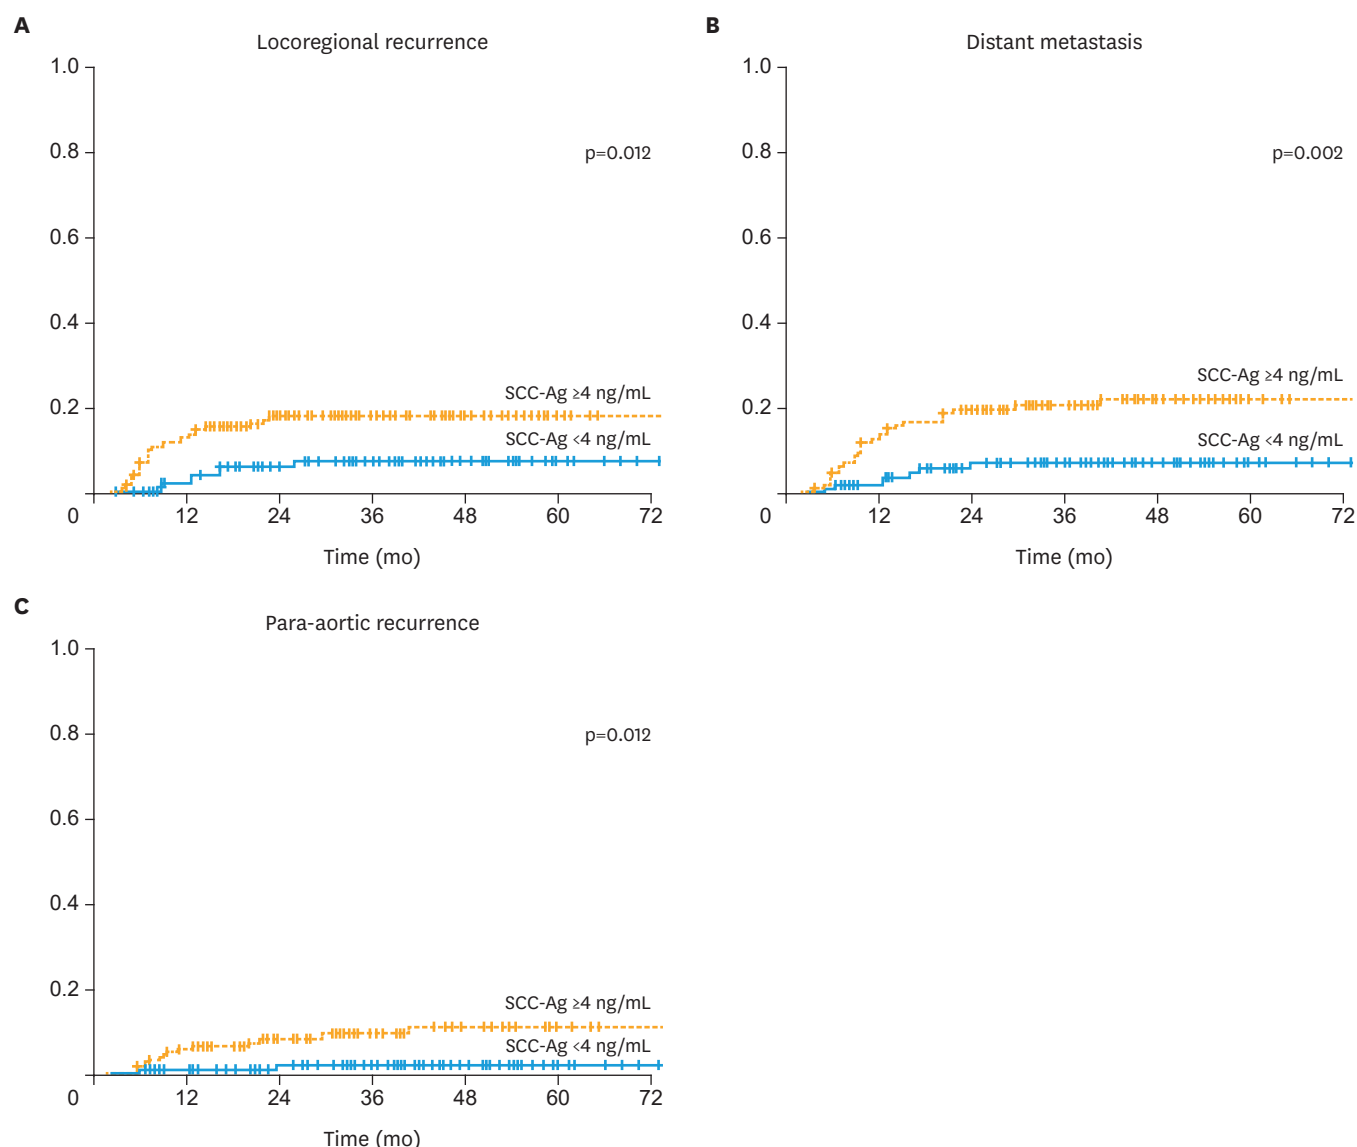 A
Locoregional recurrence
1.0
0.8
0.6
0.4
0.2
p=0.012
SCC-Ag ≥4 ng/mL
SCC-Ag <4 ng/mL
0 12 24 36 48 60 72
Time (mo)
B
Distant metastasis
1.0
0.8
0.6
0.4
0.2
p=0.002
SCC-Ag ≥4 ng/mL
SCC-Ag <4 ng/mL
0 12 24 36 48 60 72
Time (mo)
C
Para-aortic recurrence
1.0
0.8
0.6
0.4
0.2
p=0.012
SCC-Ag ≥4 ng/mL
SCC-Ag <4 ng/mL
0 12 24 36 48 60 72
Time (mo)